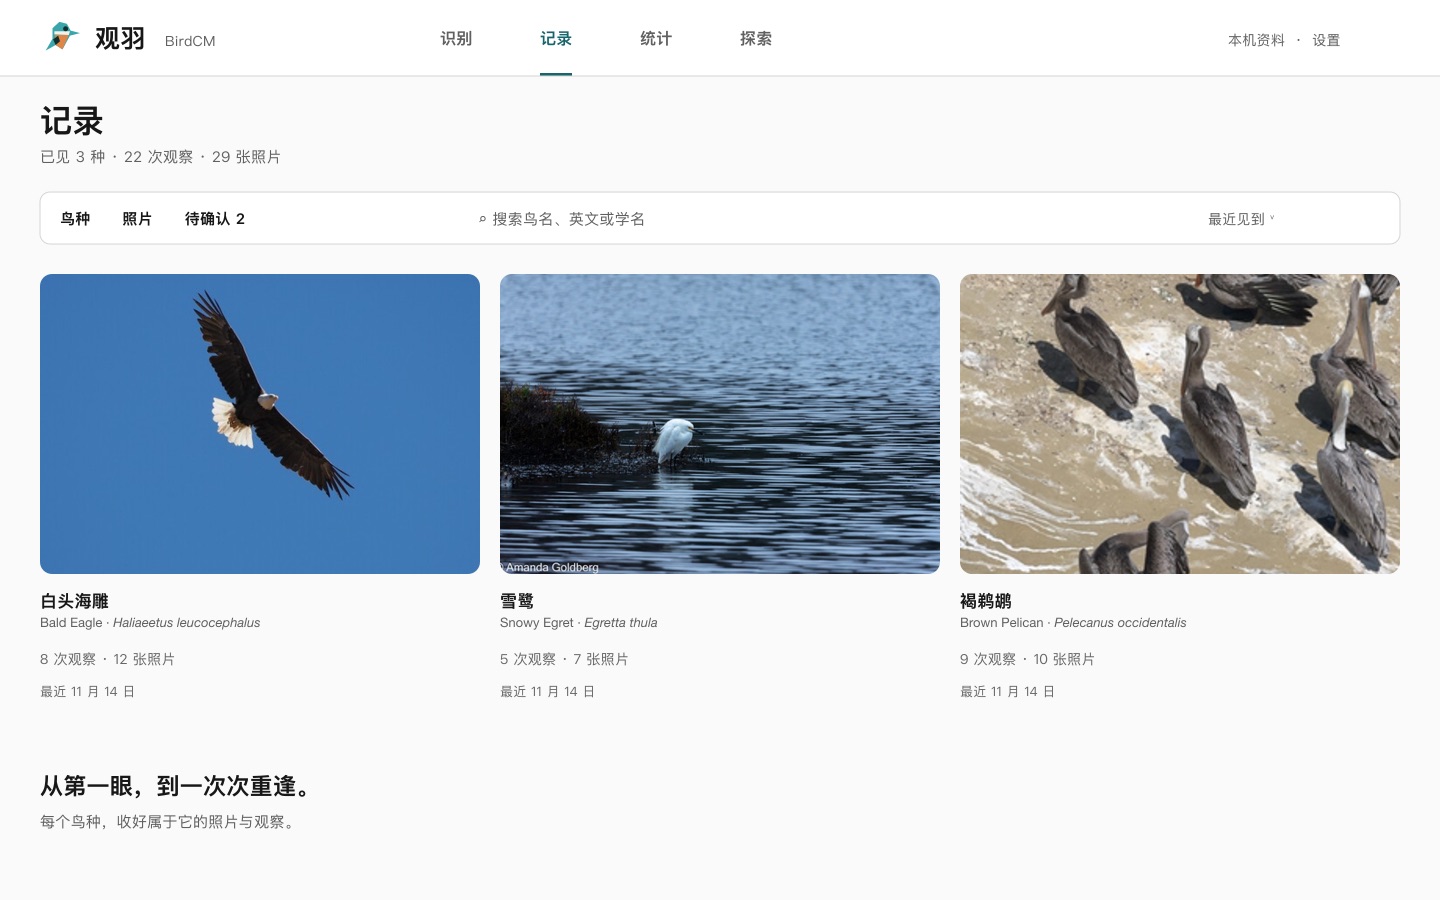 观羽 BirdCM 识别 记录 统计 探索 本机资料 · 设置
记录
已见 3 种 · 22 次观察 · 29 张照片
鸟种 照片 待确认 2 搜索鸟名、英文或学名 最近见到
Amanda Goldberg
白头海雕
Bald Eagle · Haliaeetus leucocephalus
8 次观察 · 12 张照片
最近 11 月 14 日
雪鹭
Snowy Egret · Egretta thula
5 次观察 · 7 张照片
最近 11 月 14 日
褐鹈鹕
Brown Pelican · Pelecanus occidentalis
9 次观察 · 10 张照片
最近 11 月 14 日
从第一眼，到一次次重逢。
每个鸟种，收好属于它的照片与观察。